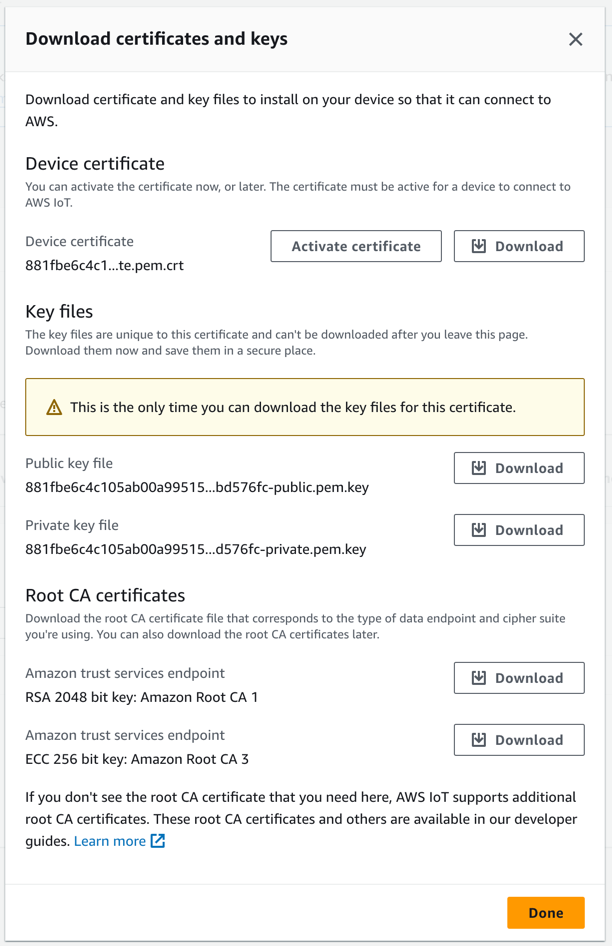 Download certificates and keys
Download certificate and key files to install on your device so that it can connect to
AWS.
Device certificate
You can activate the certificate now, or later. The certificate must be active for a device to connect to
AWS IoT.
Device certificate
881fbe6c4c1...te.pem.crt
Activate certificate
Download
Key files
The key files are unique to this certificate and can't be downloaded after you leave this page.
Download them now and save them in a secure place.
This is the only time you can download the key files for this certificate.
Public key file
881fbe6c4c105ab00a99515...bd576fc-public.pem.key
Download
Private key file
881fbe6c4c105ab00a99515...d576fc-private.pem.key
Download
Root CA certificates
Download the root CA certificate file that corresponds to the type of data endpoint and cipher suite
you're using. You can also download the root CA certificates later.
Amazon trust services endpoint
RSA 2048 bit key: Amazon Root CA 1
Download
Amazon trust services endpoint
ECC 256 bit key: Amazon Root CA 3
Download
If you don't see the root CA certificate that you need here, AWS IoT supports additional
root CA certificates. These root CA certificates and others are available in our developer
guides. Learn more
Done